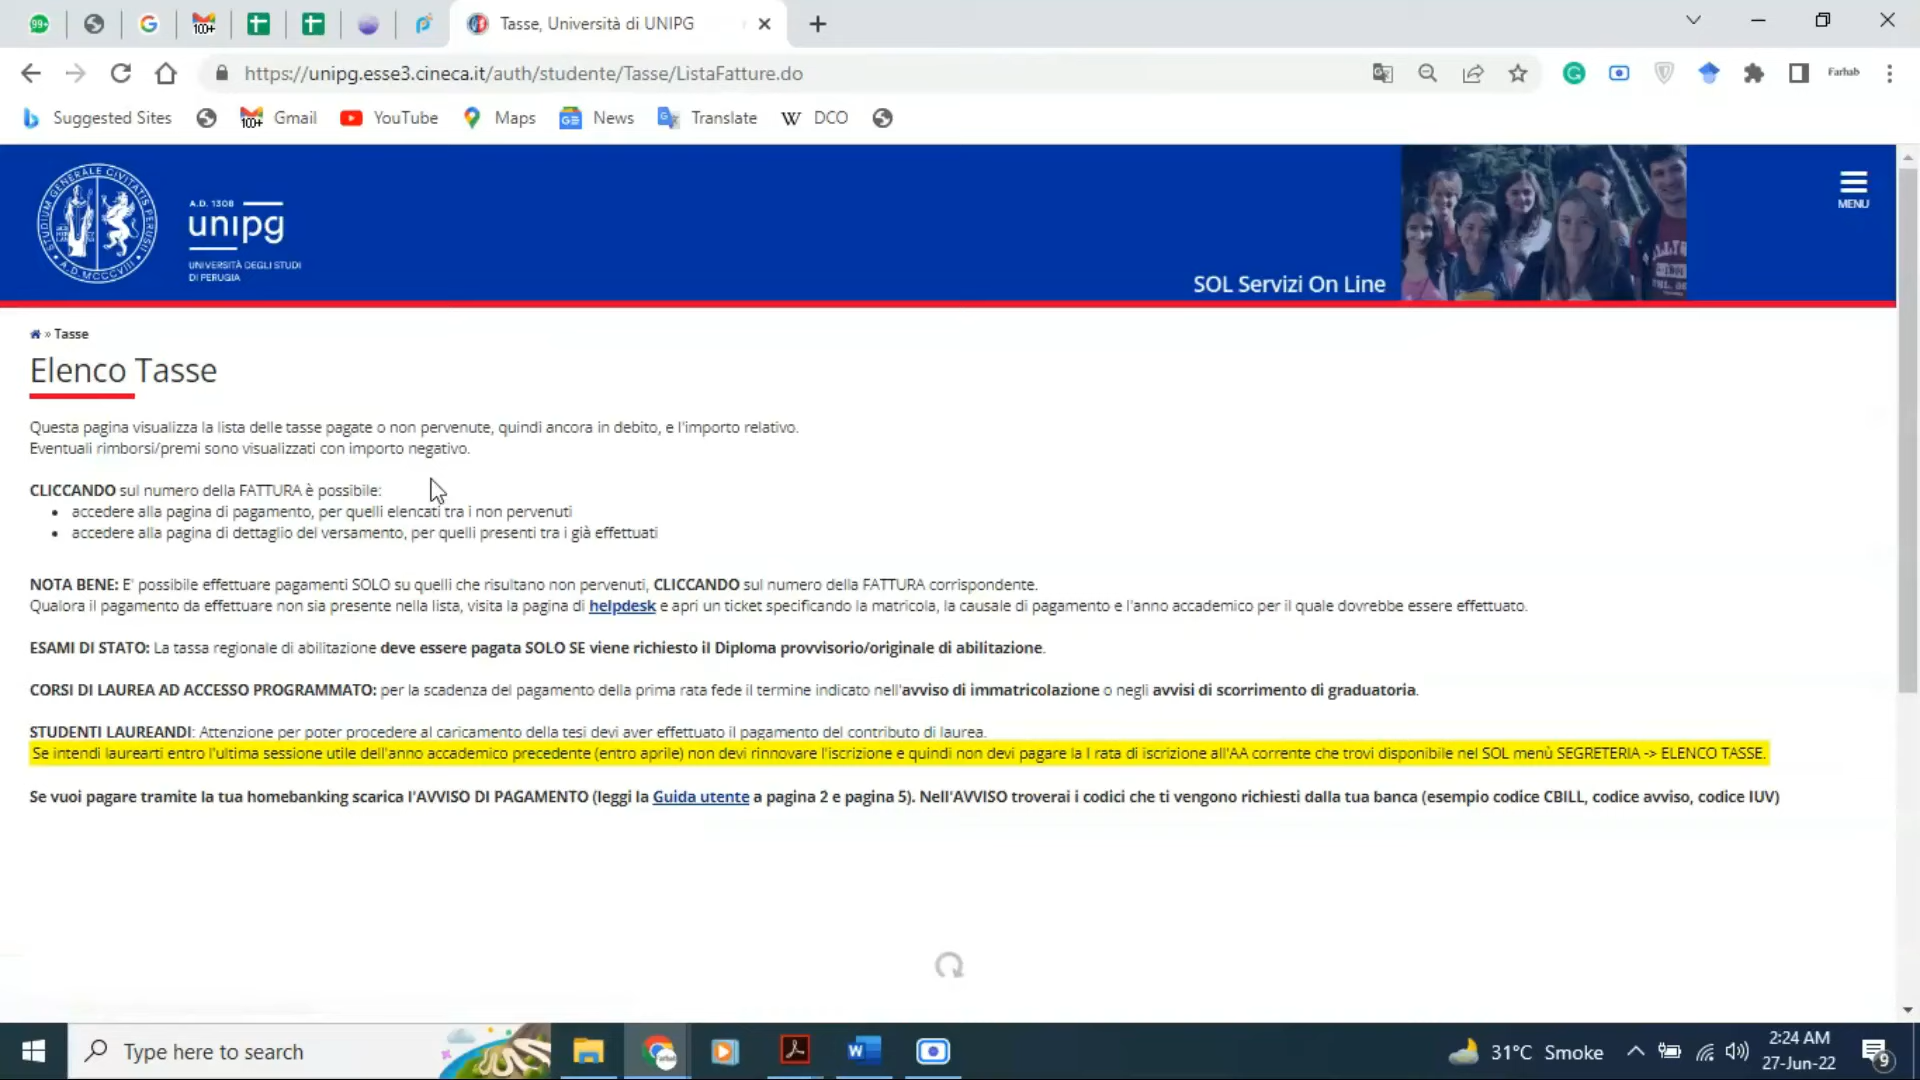 99+
100+
Tasse, Università di UNIPG
https://unipg.esse3.cineca.it/auth/studente/Tasse/ListaFatture.do
Farhab
Suggested Sites
100+ Gmail
YouTube
Maps
News
Translate
W DCO
STUDIUM GENERALE CIVITATIS PERUSII
A.D. MCCCVIII
A.D. 1308
unipg
UNIVERSITÀ DEGLI STUDI
DI PERUGIA
SOL Servizi On Line
MENU
» Tasse
Elenco Tasse
Questa pagina visualizza la lista delle tasse pagate o non pervenute, quindi ancora in debito, e l'importo relativo.
Eventuali rimborsi/premi sono visualizzati con importo negativo.
CLICCANDO sul numero della FATTURA è possibile:
• accedere alla pagina di pagamento, per quelli elencati tra i non pervenuti
• accedere alla pagina di dettaglio del versamento, per quelli presenti tra i già effettuati
NOTA BENE: E' possibile effettuare pagamenti SOLO su quelli che risultano non pervenuti, CLICCANDO sul numero della FATTURA corrispondente.
Qualora il pagamento da effettuare non sia presente nella lista, visita la pagina di helpdesk e apri un ticket specificando la matricola, la causale di pagamento e l'anno accademico per il quale dovrebbe essere effettuato.
ESAMI DI STATO: La tassa regionale di abilitazione deve essere pagata SOLO SE viene richiesto il Diploma provvisorio/originale di abilitazione.
CORSI DI LAUREA AD ACCESSO PROGRAMMATO: per la scadenza del pagamento della prima rata fede il termine indicato nell'avviso di immatricolazione o negli avvisi di scorrimento di graduatoria.
STUDENTI LAUREANDI: Attenzione per poter procedere al caricamento della tesi devi aver effettuato il pagamento del contributo di laurea.
Se intendi laurearti entro l'ultima sessione utile dell'anno accademico precedente (entro aprile) non devi rinnovare l'iscrizione e quindi non devi pagare la I rata di iscrizione all'AA corrente che trovi disponibile nel SOL menù SEGRETERIA -> ELENCO TASSE.
Se vuoi pagare tramite la tua homebanking scarica l'AVVISO DI PAGAMENTO (leggi la Guida utente a pagina 2 e pagina 5). Nell'AVVISO troverai i codici che ti vengono richiesti dalla tua banca (esempio codice CBILL, codice avviso, codice IUV)
Type here to search
31°C Smoke
2:24 AM
27-Jun-22
9